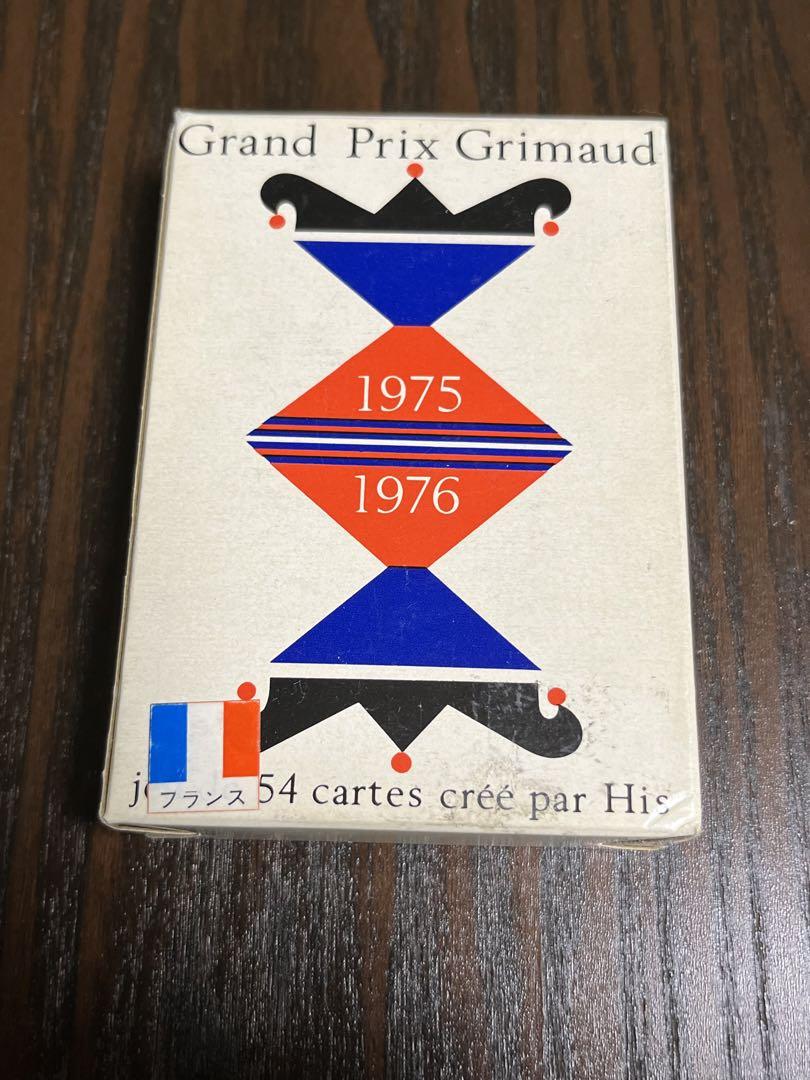 Grand Prix Grimaud
1975
1976
54 cartes créé par His
フランス